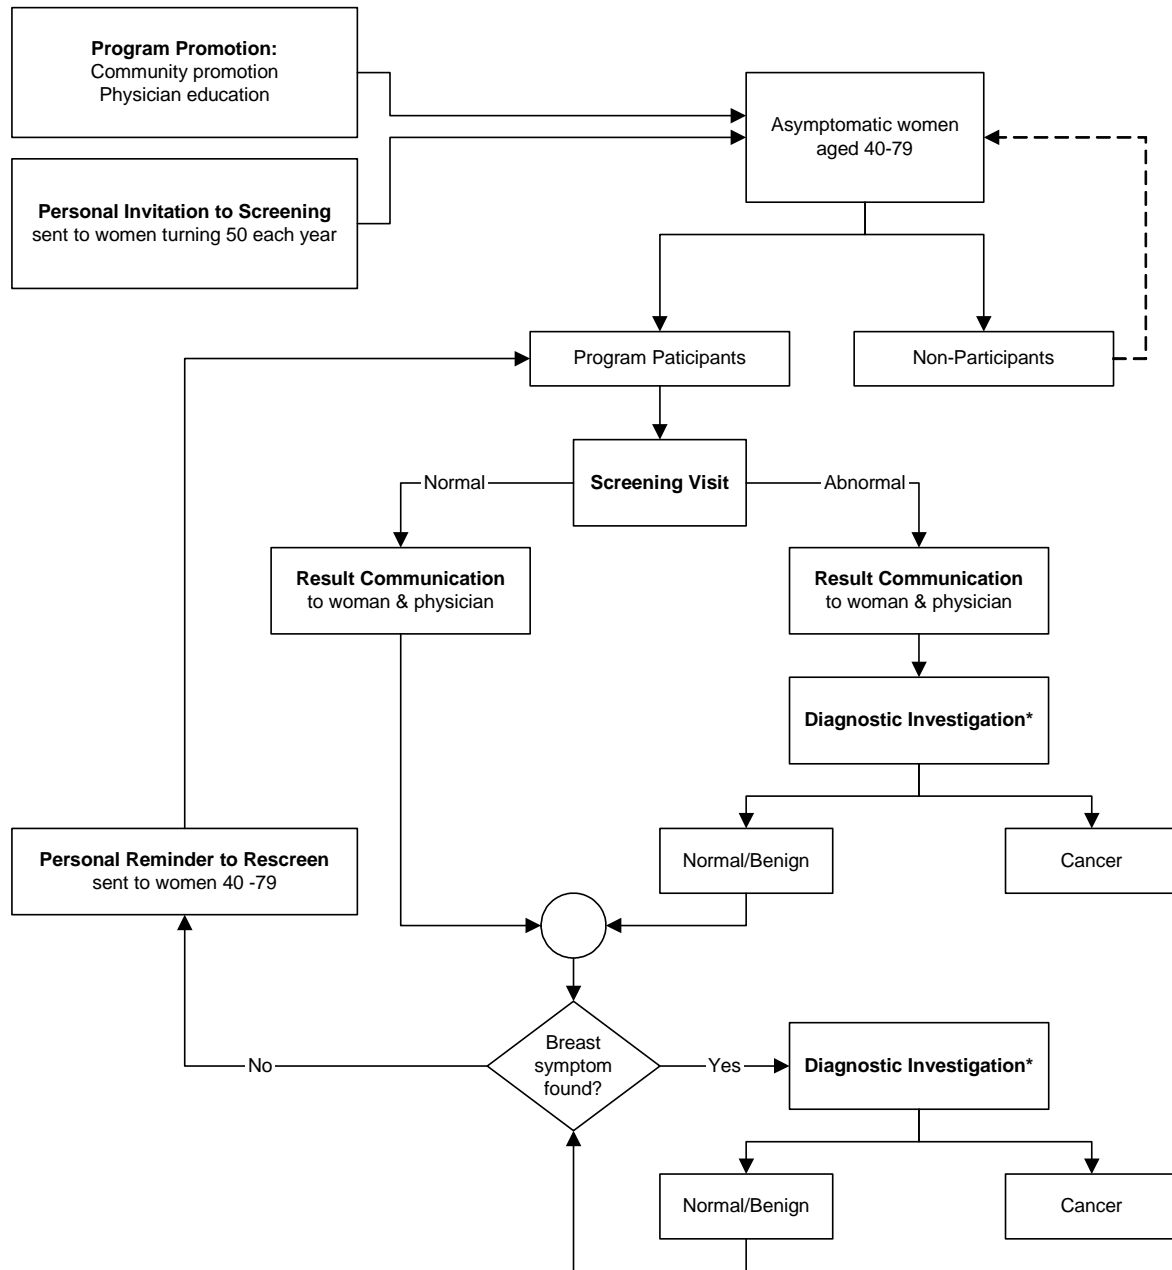 Program Promotion:
Community promotion
Physician education
Asymptomatic women
aged 40-79
Personal Invitation to Screening
sent to women turning 50 each year
Program Paticipants
Non-Participants
Normal
Screening Visit
Abnormal
Result Communication
to woman & physician
Result Communication
to woman & physician
Diagnostic Investigation*
Personal Reminder to Rescreen
sent to women 40 -79
Normal/Benign
Cancer
Breast
symptom
found?
No
Yes
Diagnostic Investigation*
Normal/Benign
Cancer